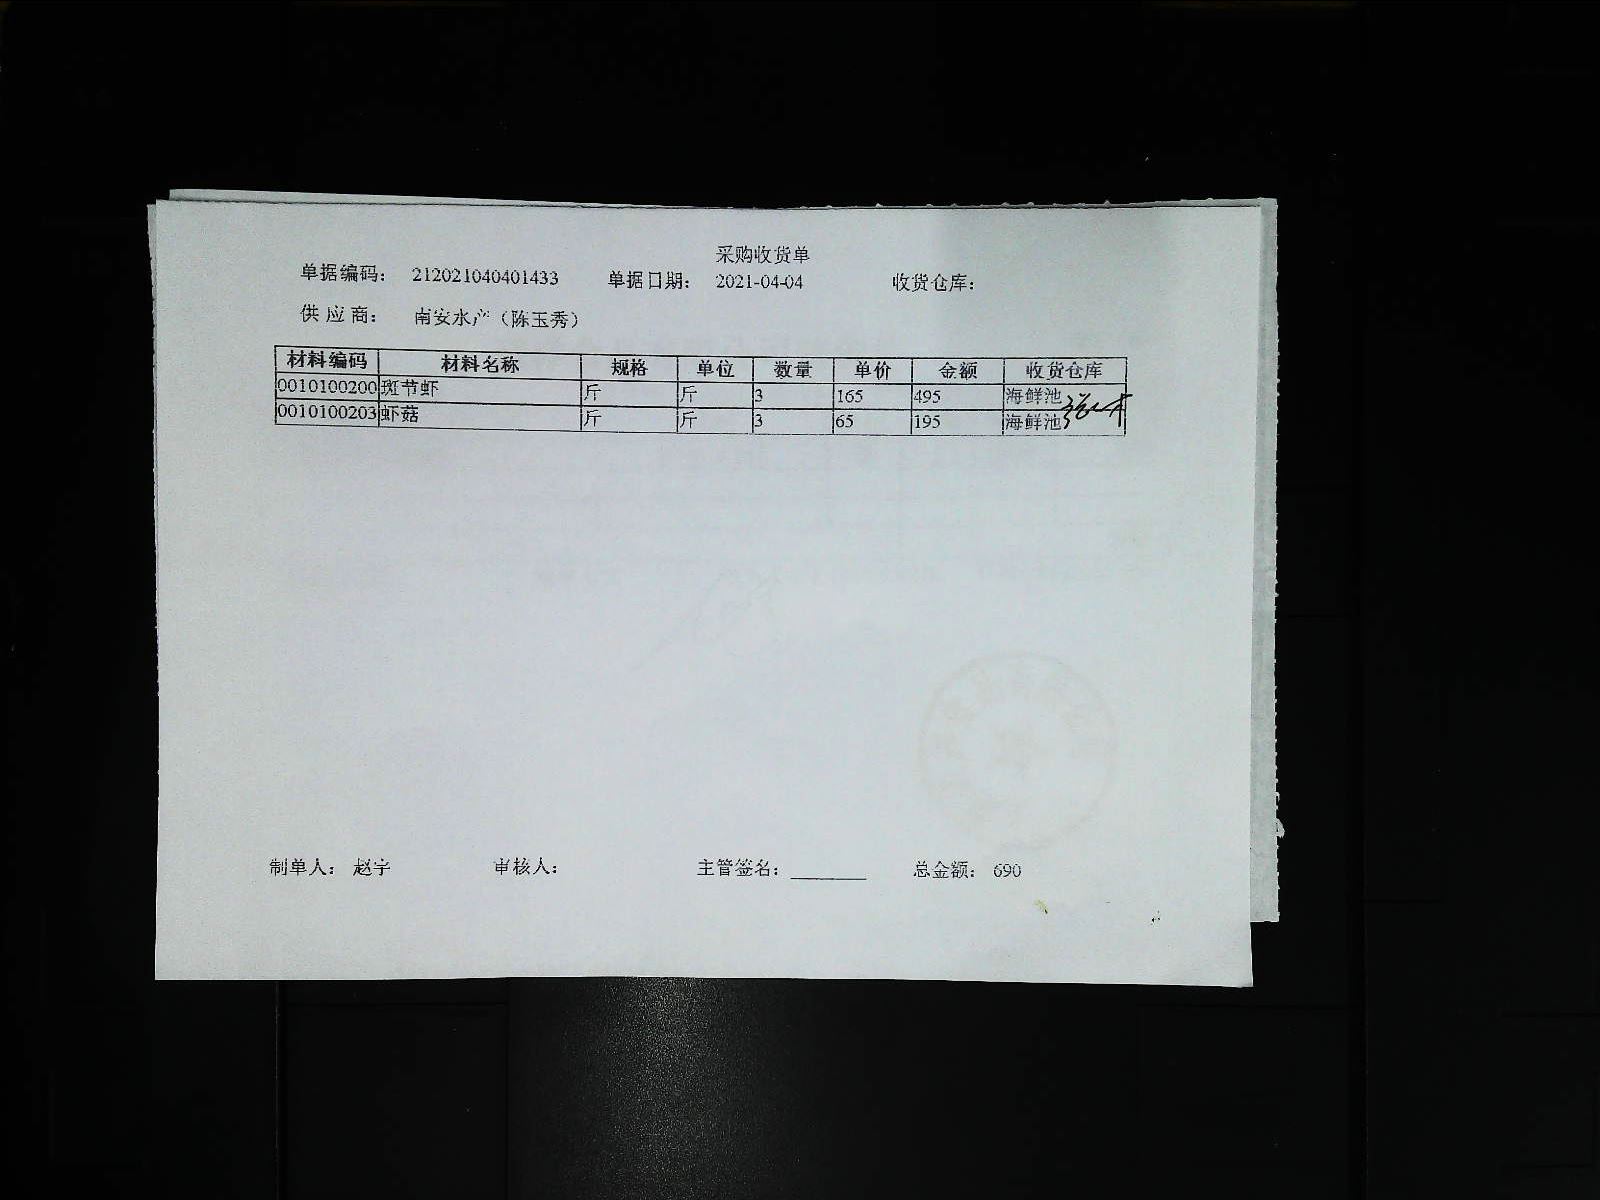 采购收货单
单据编码： 212021040401433 单据日期： 2021-04-04 收货仓库：
供 应 商： 南安水产（陈玉秀）
材料编码 材料名称 规格 单位 数量 单价 金额 收货仓库
0010100200 斑节虾 斤 斤 3 165 495 海鲜池
0010100203 虾菇 斤 斤 3 65 195 海鲜池
制单人： 赵宇 审核人： 主管签名： ________ 总金额： 690